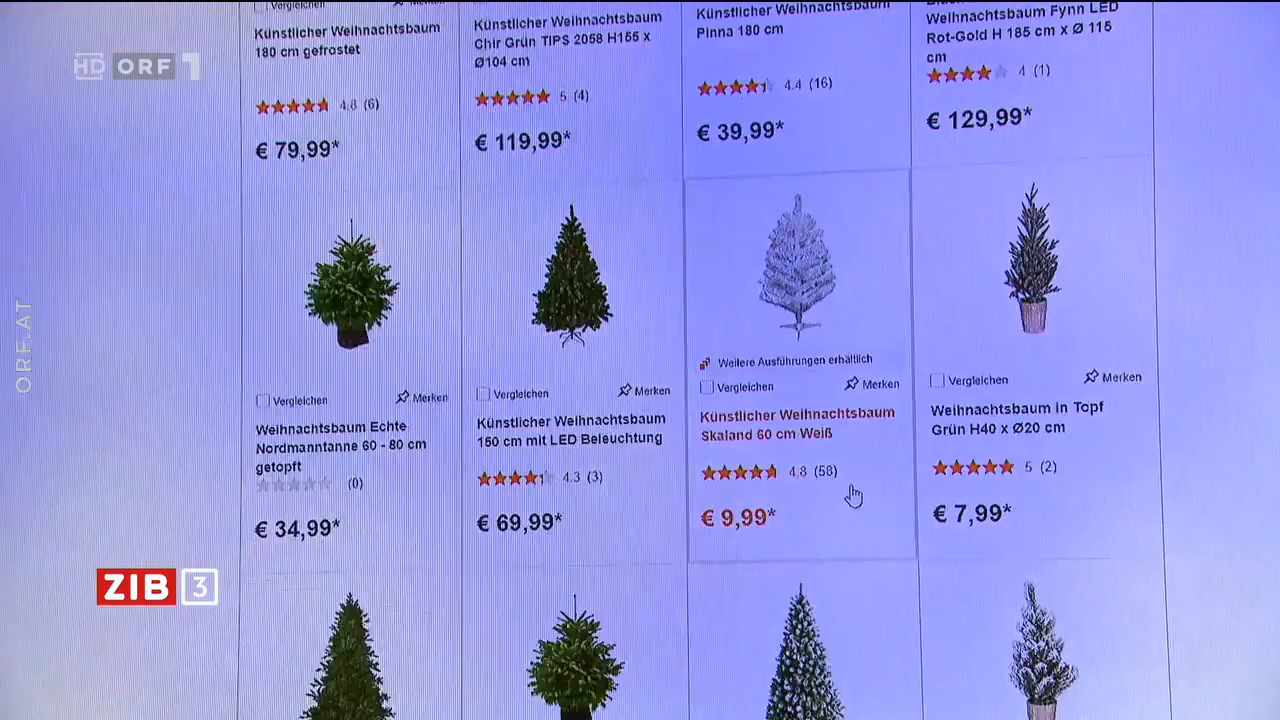 Vergleichen
Künstlicher Weihnachtsbaum
180 cm gefrostet
4.8 (6)
€ 79,99*
Künstlicher Weihnachtsbaum
Chir Grün TIPS 2058 H155 x
Ø104 cm
5 (4)
€ 119,99*
Künstlicher Weihnachtsbaum
Pinna 180 cm
4.4 (16)
€ 39,99*
Weihnachtsbaum Fynn LED
Rot-Gold H 185 cm x Ø 115
cm
4 (1)
€ 129,99*
HD ORF 1
ORF.AT
Vergleichen
Merken
Weihnachtsbaum Echte
Nordmanntanne 60 - 80 cm
getopft
(0)
€ 34,99*
Vergleichen
Merken
Künstlicher Weihnachtsbaum
150 cm mit LED Beleuchtung
4.3 (3)
€ 69,99*
Weitere Ausführungen erhältlich
Vergleichen
Merken
Künstlicher Weihnachtsbaum
Skaland 60 cm Weiß
4.8 (58)
€ 9,99*
Vergleichen
Merken
Weihnachtsbaum in Topf
Grün H40 x Ø20 cm
5 (2)
€ 7,99*
ZIB 3